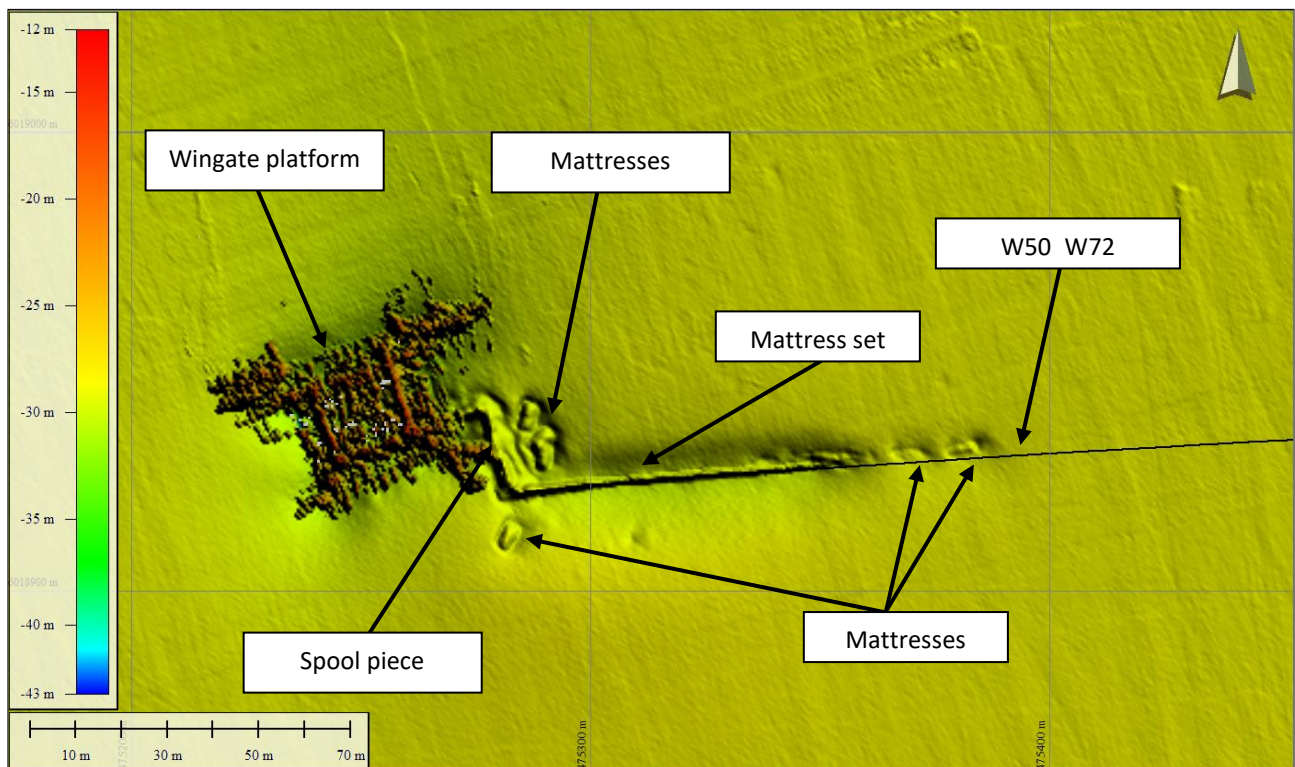 -12 m
-15 m
6019000 m
Wingate platform
Mattresses
-20 m
W50 W72
-25 m
Mattress set
-30 m
-35 m
6018900 m
-40 m
Mattresses
Spool piece
-43 m
475300 m
475400 m
10 m 30 m 50 m 70 m